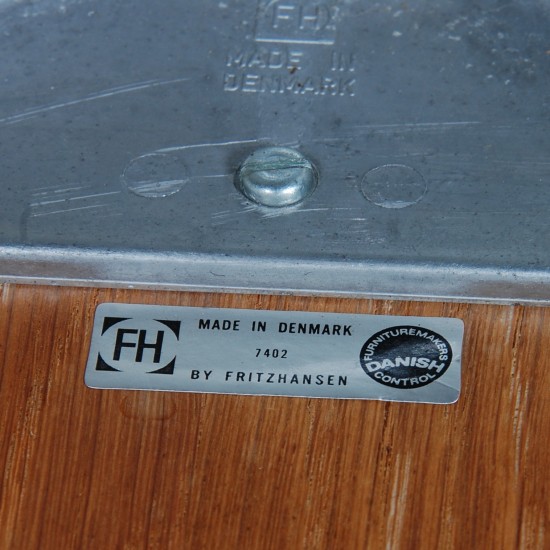 FH
MADE IN
DENMARK
FH
MADE IN DENMARK
7402
BY FRITZHANSEN
FURNITUREMAKERS
DANISH
CONTROL